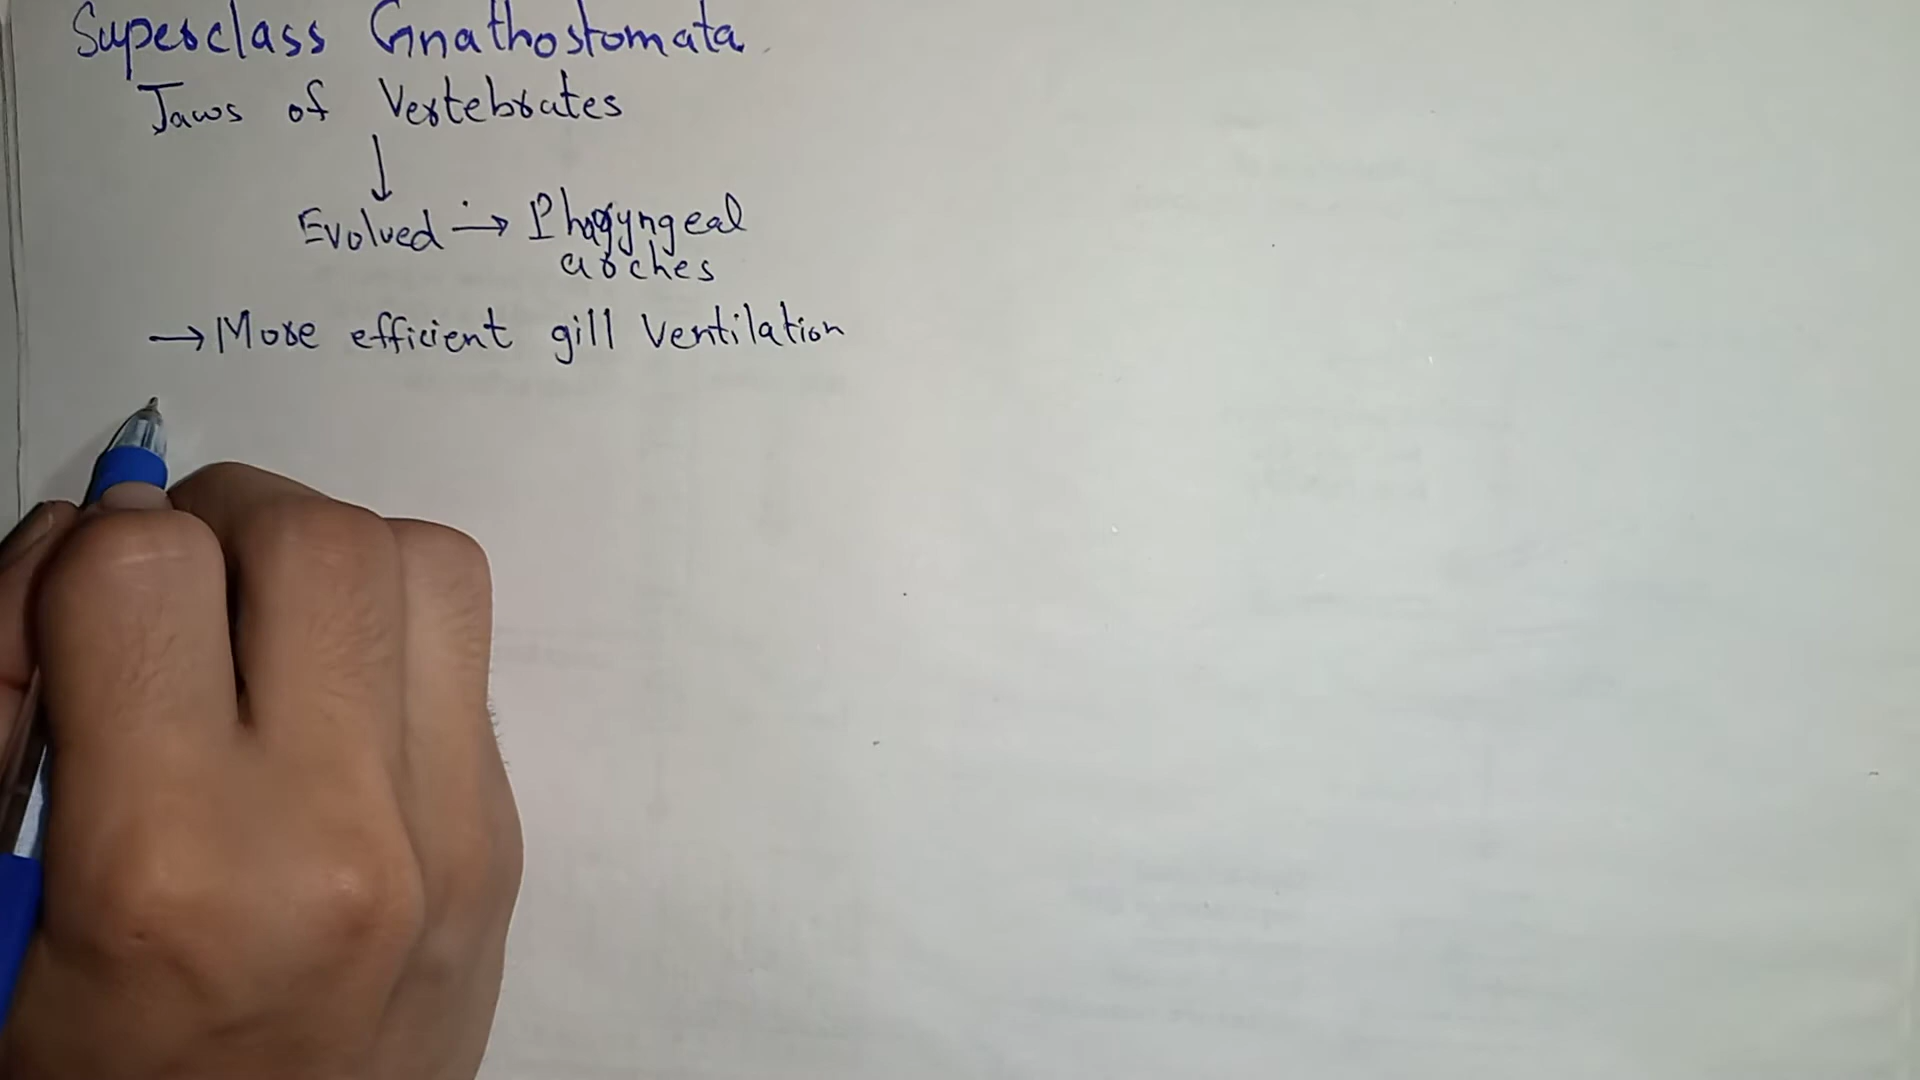 Superclass Gnathostomata
Jaws of Vertebrates
↓
Evolved → Pharyngeal
arches
→ More efficient gill Ventilation